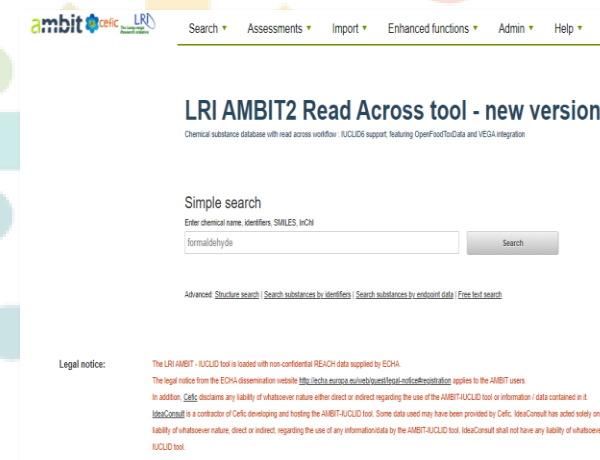 ambit cefic LRI
Search ▼ Assessments ▼ Import ▼ Enhanced functions ▼ Admin ▼ Help ▼
LRI AMBIT2 Read Across tool - new version
Chemical substance database with read across workflow : IUCLID6 support, featuring OpenFoodToxData and VEGA integration
Simple search
Enter chemical name, identifiers, SMILES, InChI
formaldehyde Search
Advanced: Structure search | Search substances by identifiers | Search substances by endpoint data | Free text search
Legal notice: The LRI AMBIT - IUCLID tool is loaded with non-confidential REACH data supplied by ECHA.
The legal notice from the ECHA dissemination website http://echa.europa.eu/web/guest/legal-notice#registration applies to the AMBIT users.
In addition, Cefic disclaims any liability of whatsoever nature either direct or indirect regarding the use of the AMBIT-IUCLID tool or information / data contained in it.
IdeaConsult is a contractor of Cefic developing and hosting the AMBIT-IUCLID tool. Some data used may have been provided by Cefic. IdeaConsult has acted solely on
liability of whatsoever nature, direct or indirect, regarding the use of any information/data by the AMBIT-IUCLID tool. IdeaConsult shall not have any liability of whatsoeve
IUCLID tool.